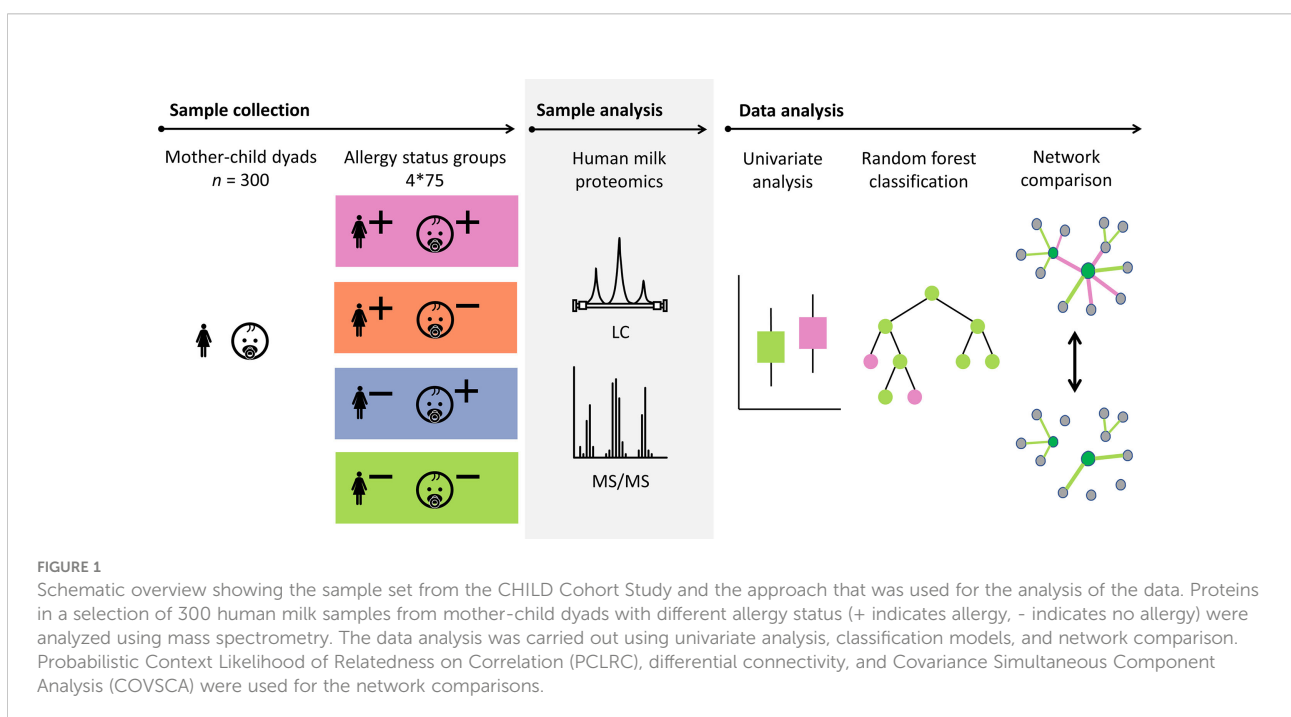 Sample collection
Sample analysis
Data analysis
Mother-child dyads
n = 300
Allergy status groups
4*75
Human milk
proteomics
Univariate
analysis
Random forest
classification
Network
comparison
+ +
+ −
− +
− −
LC
MS/MS
FIGURE 1
Schematic overview showing the sample set from the CHILD Cohort Study and the approach that was used for the analysis of the data. Proteins
in a selection of 300 human milk samples from mother-child dyads with different allergy status (+ indicates allergy, - indicates no allergy) were
analyzed using mass spectrometry. The data analysis was carried out using univariate analysis, classification models, and network comparison.
Probabilistic Context Likelihood of Relatedness on Correlation (PCLRC), differential connectivity, and Covariance Simultaneous Component
Analysis (COVSCA) were used for the network comparisons.